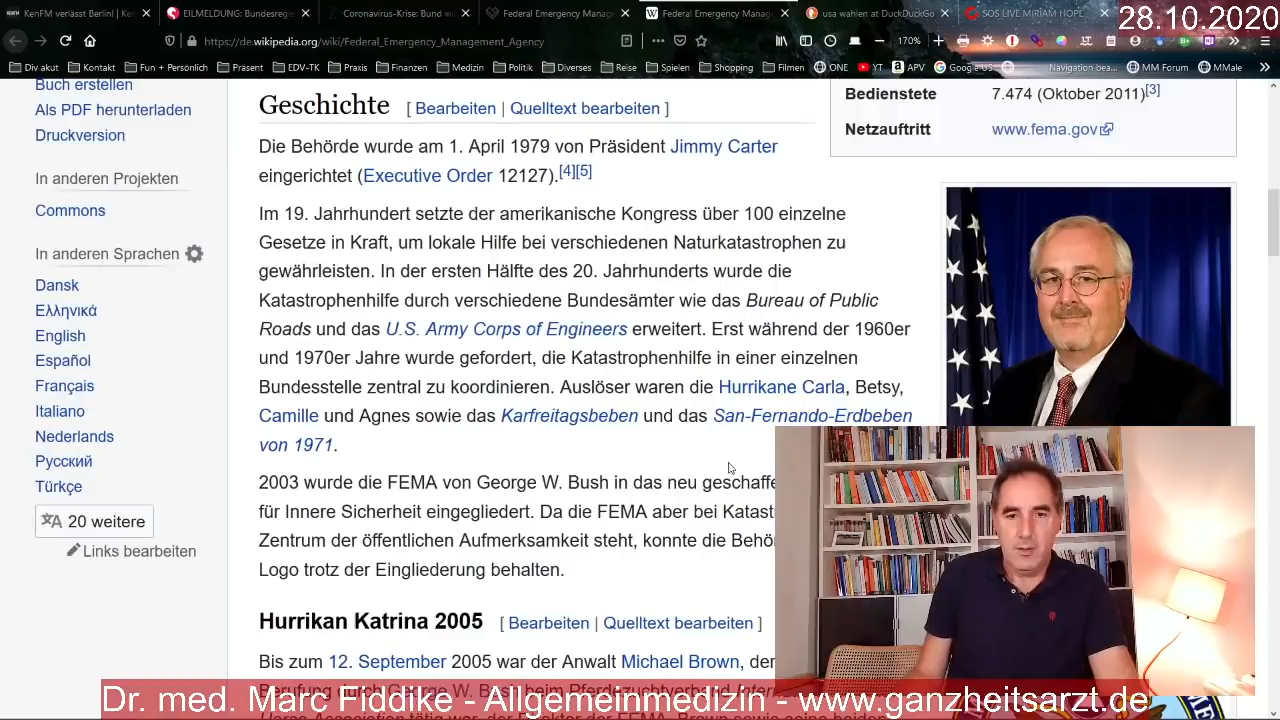 KenFM verlässt Berlin! | Ken
EILMELDUNG: Bundesregie
Coronavirus-Krise: Bund w
Federal Emergency Manage
Federal Emergency Manage
usa wahlen at DuckDuckGo
SOS LIVE MIRIAM HOPE
28.10.2020
https://de.wikipedia.org/wiki/Federal_Emergency_Management_Agency
170%
Div akut
Kontakt
Fun + Persönlich
Präsent
EDV-TK
Praxis
Finanzen
Medizin
Politik
Diverses
Reise
Spielen
Shopping
Filmen
ONE
YT
APV
Google US
Navigation bea...
MM Forum
MMale
Buch erstellen
Als PDF herunterladen
Druckversion
In anderen Projekten
Commons
In anderen Sprachen
Dansk
Ελληνικά
English
Español
Français
Italiano
Nederlands
Русский
Türkçe
20 weitere
Links bearbeiten
Geschichte [ Bearbeiten | Quelltext bearbeiten ]
Die Behörde wurde am 1. April 1979 von Präsident Jimmy Carter
eingerichtet (Executive Order 12127).[4][5]
Im 19. Jahrhundert setzte der amerikanische Kongress über 100 einzelne
Gesetze in Kraft, um lokale Hilfe bei verschiedenen Naturkatastrophen zu
gewährleisten. In der ersten Hälfte des 20. Jahrhunderts wurde die
Katastrophenhilfe durch verschiedene Bundesämter wie das Bureau of Public
Roads und das U.S. Army Corps of Engineers erweitert. Erst während der 1960er
und 1970er Jahre wurde gefordert, die Katastrophenhilfe in einer einzelnen
Bundesstelle zentral zu koordinieren. Auslöser waren die Hurrikane Carla, Betsy,
Camille und Agnes sowie das Karfreitagsbeben und das San-Fernando-Erdbeben
von 1971.
2003 wurde die FEMA von George W. Bush in das neu geschaffe
für Innere Sicherheit eingegliedert. Da die FEMA aber bei Katast
Zentrum der öffentlichen Aufmerksamkeit steht, konnte die Behö
Logo trotz der Eingliederung behalten.
Hurrikan Katrina 2005 [ Bearbeiten | Quelltext bearbeiten ]
Bis zum 12. September 2005 war der Anwalt Michael Brown, der
Bedienstete 7.474 (Oktober 2011)[3]
Netzauftritt www.fema.gov
Dr. med. Marc Fiddike - Allgemeinmedizin - www.ganzheitsarzt.de